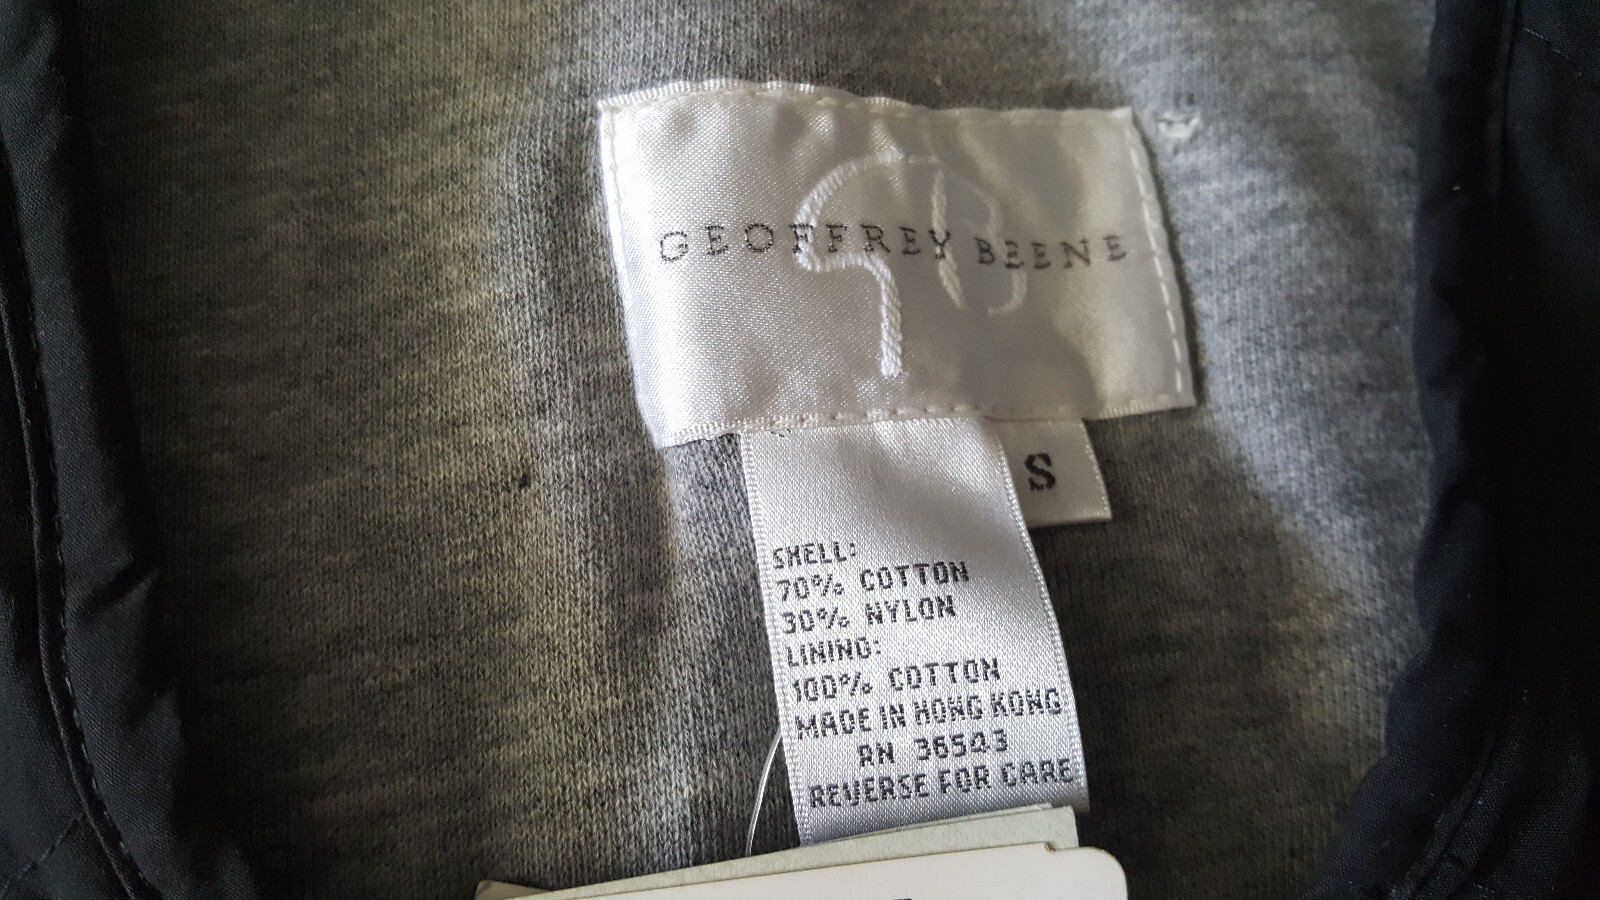 GEOFFREY BEENE
S
SHELL:
70% COTTON
30% NYLON
LINING:
100% COTTON
MADE IN HONG KONG
RN 36543
REVERSE FOR CARE